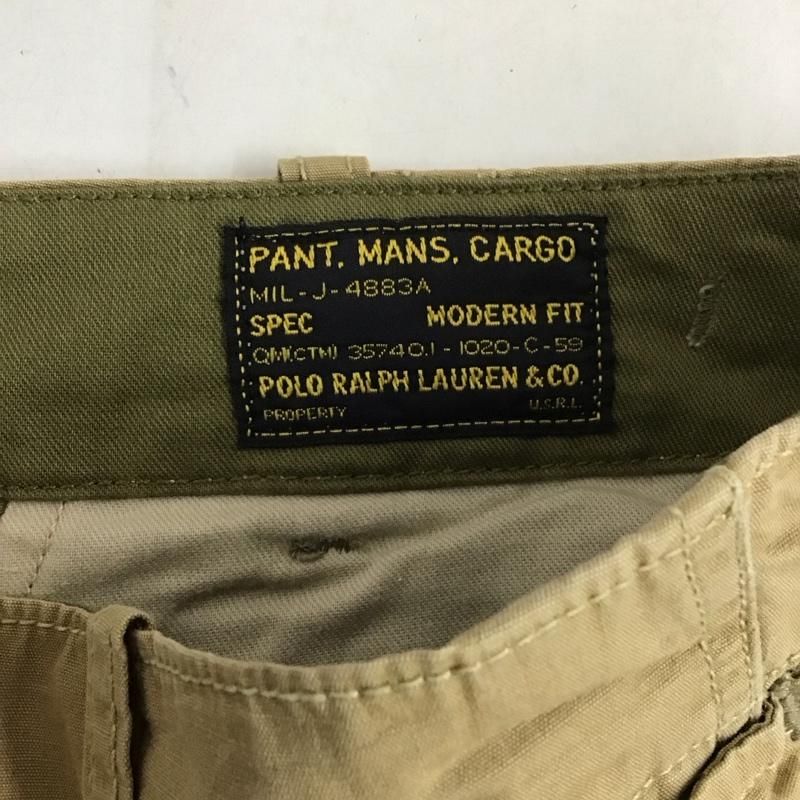 PANT. MANS. CARGO
MIL-J-4883A
SPEC MODERN FIT
QM(CTM) 35740.1-1020-C-59
POLO RALPH LAUREN & CO.
PROPERTY U.S.R.L.